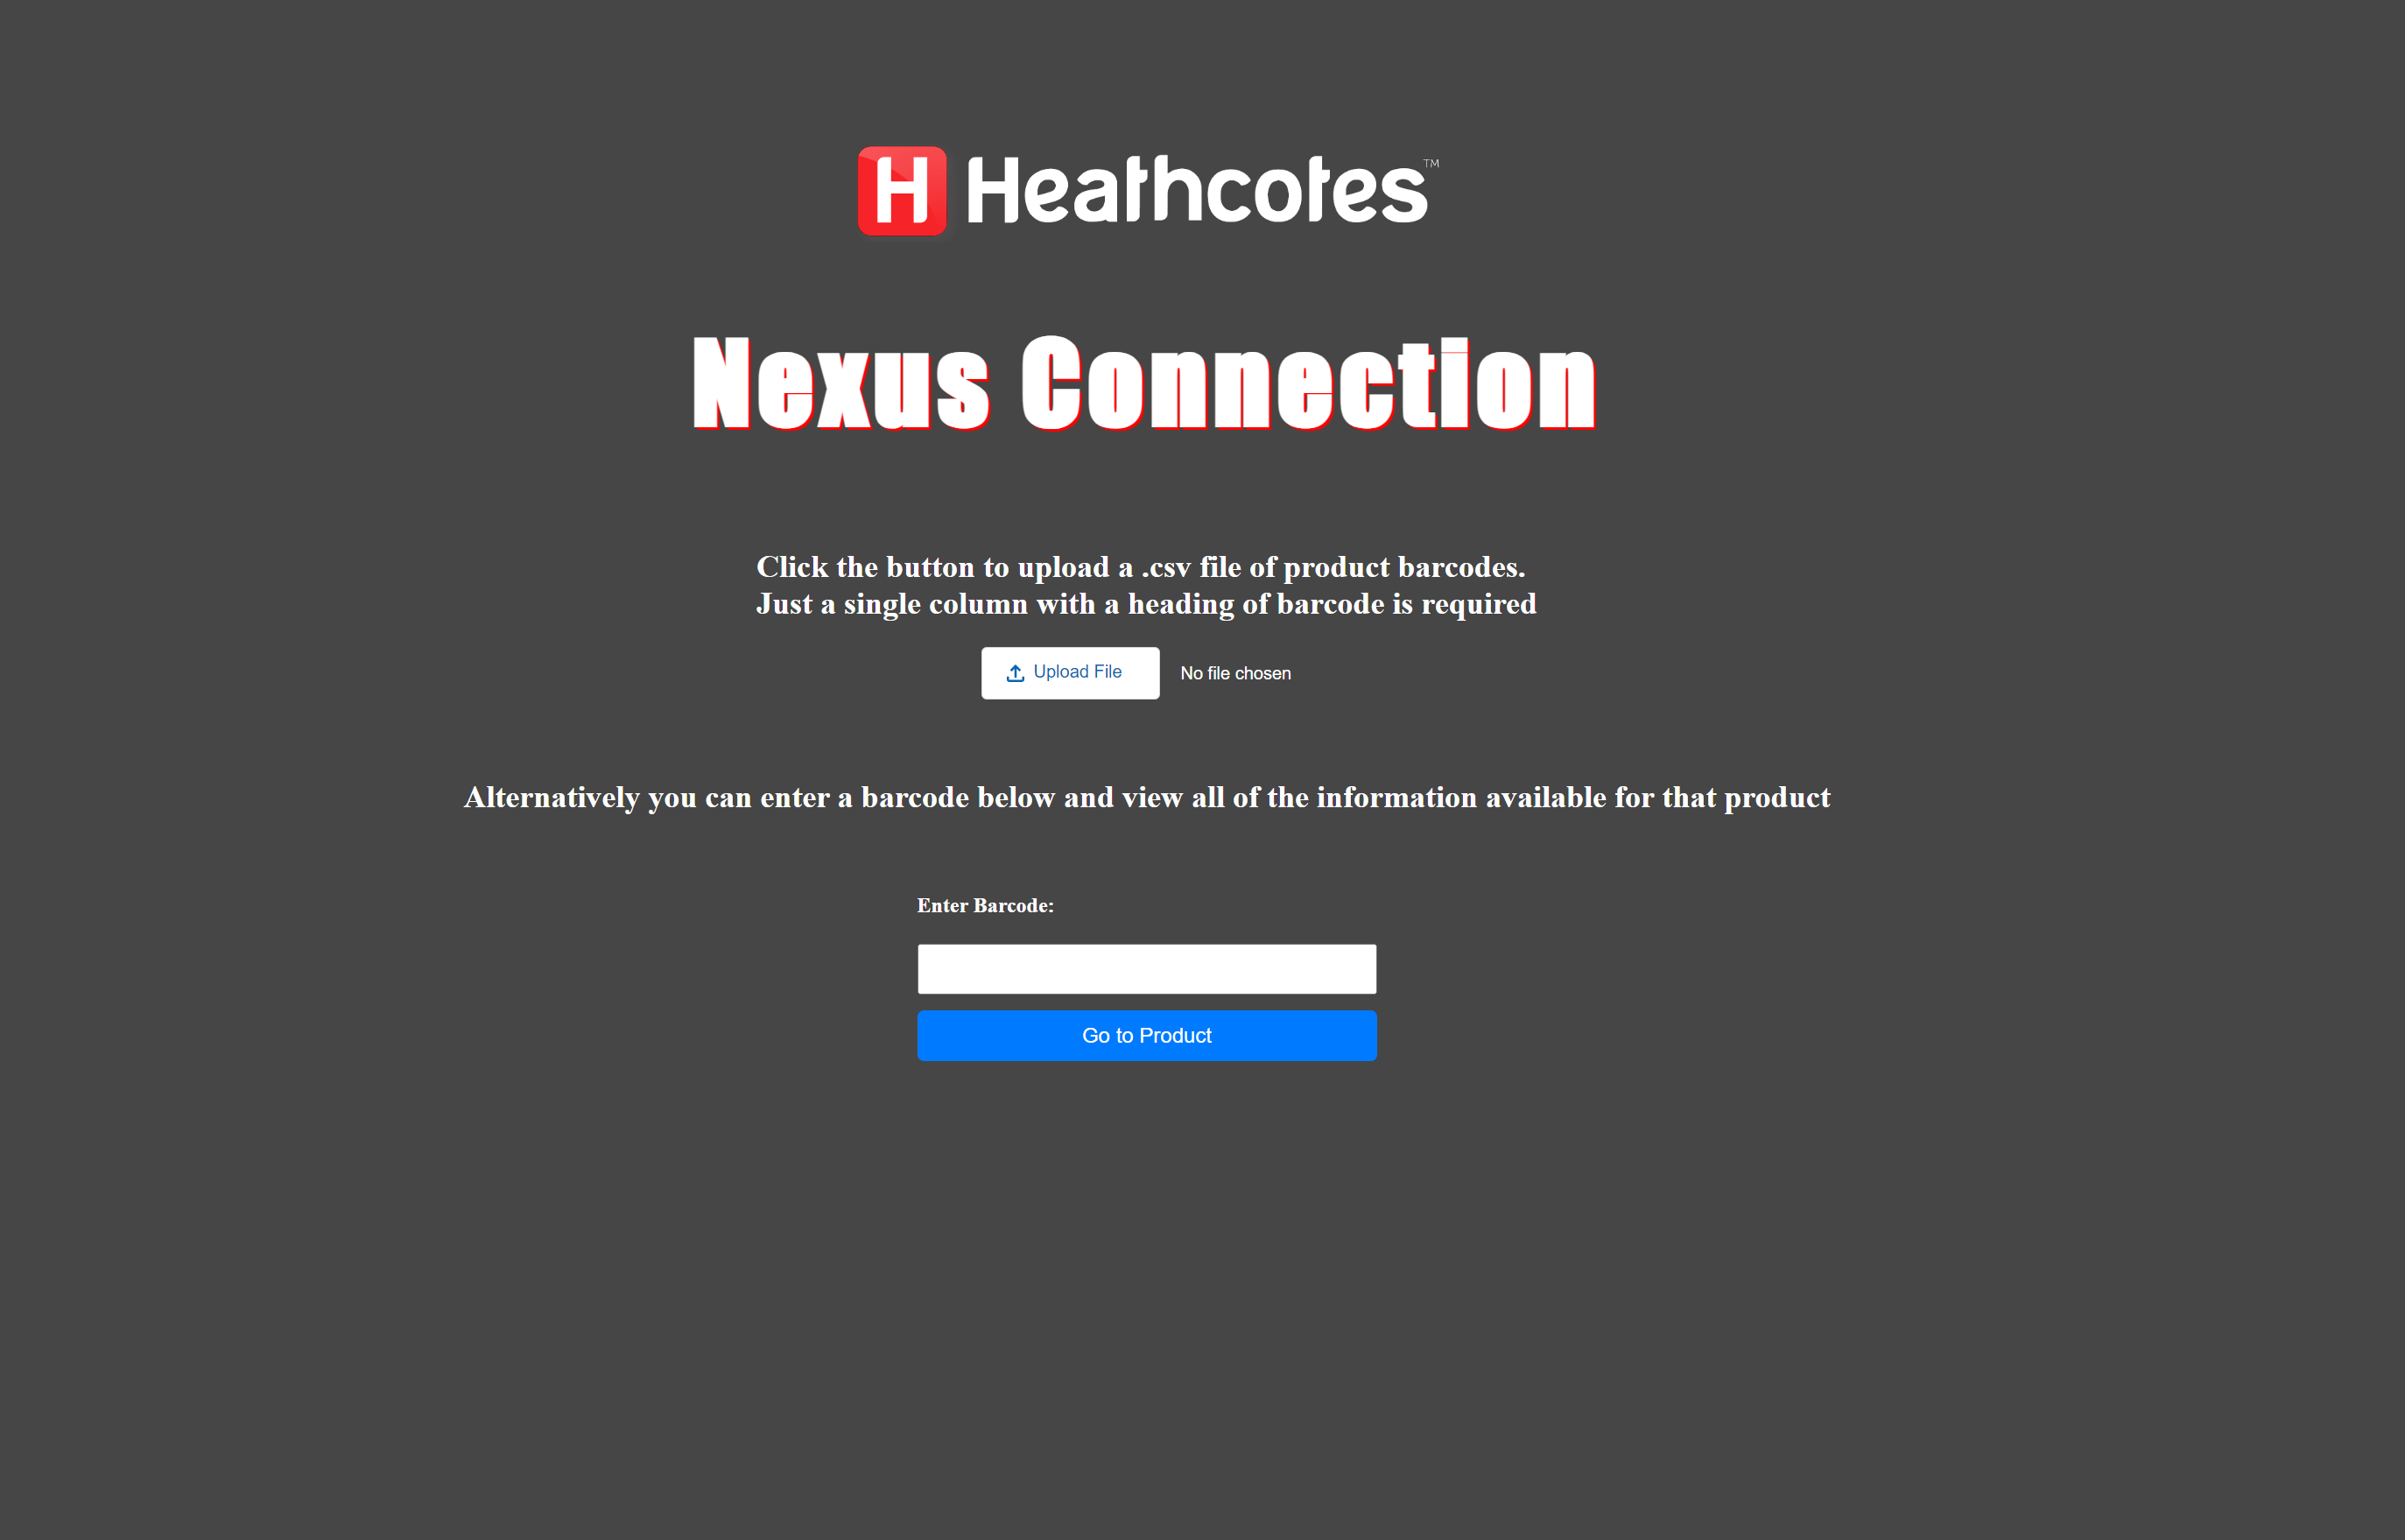 H Heathcotes™
Nexus Connection
Click the button to upload a .csv file of product barcodes.
Just a single column with a heading of barcode is required
Upload File No file chosen
Alternatively you can enter a barcode below and view all of the information available for that product
Enter Barcode:
Go to Product